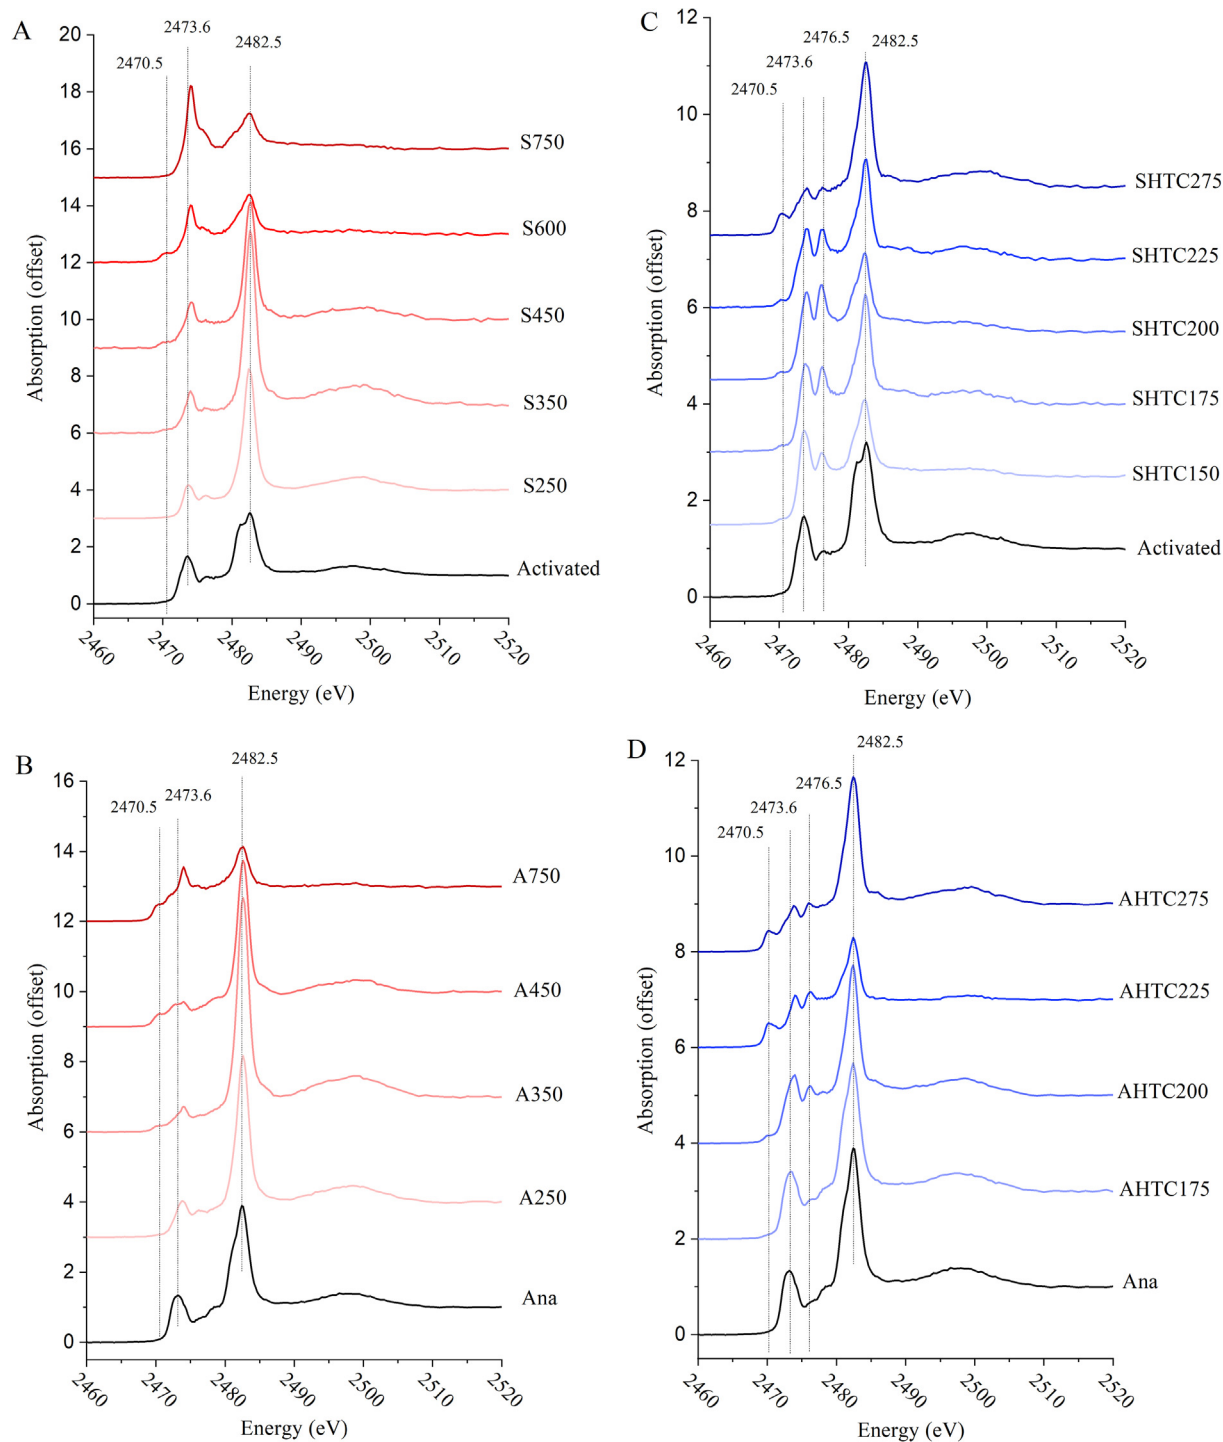 A
2473.6
2482.5
2470.5
20
18
16
14
12
10
8
6
4
2
0
Absorption (offset)
S750
S600
S450
S350
S250
Activated
2460
2470
2480
2490
2500
2510
2520
Energy (eV)
C
2476.5
2482.5
2473.6
2470.5
12
10
8
6
4
2
0
Absorption (offset)
SHTC275
SHTC225
SHTC200
SHTC175
SHTC150
Activated
2460
2470
2480
2490
2500
2510
2520
Energy (eV)
B
2482.5
2470.5
2473.6
16
14
12
10
8
6
4
2
0
Absorption (offset)
A750
A450
A350
A250
Ana
2460
2470
2480
2490
2500
2510
2520
Energy (eV)
D
2482.5
2476.5
2473.6
2470.5
12
10
8
6
4
2
0
Absorption (offset)
AHTC275
AHTC225
AHTC200
AHTC175
Ana
2460
2470
2480
2490
2500
2510
2520
Energy (eV)